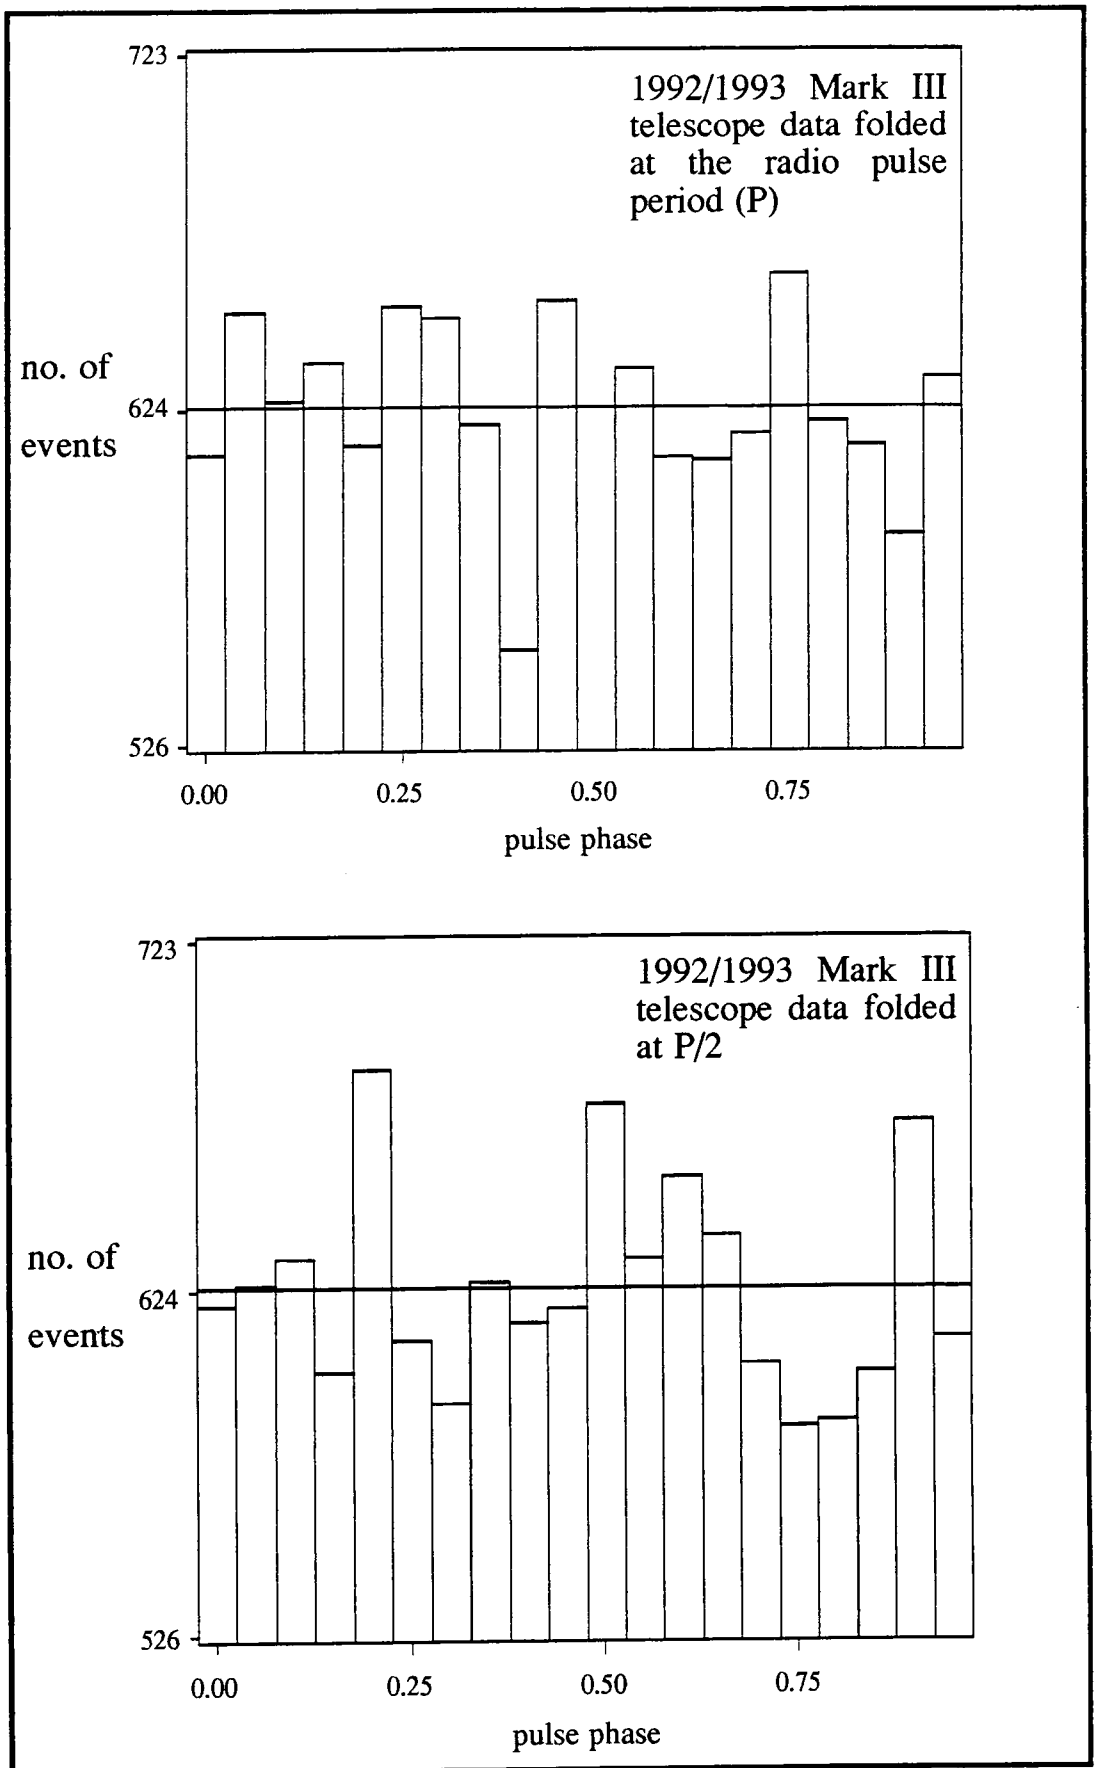 723
1992/1993 Mark III
telescope data folded
at the radio pulse
period (P)
no. of
624
events
526
0.00 0.25 0.50 0.75
pulse phase
723
1992/1993 Mark III
telescope data folded
at P/2
no. of
624
events
526
0.00 0.25 0.50 0.75
pulse phase